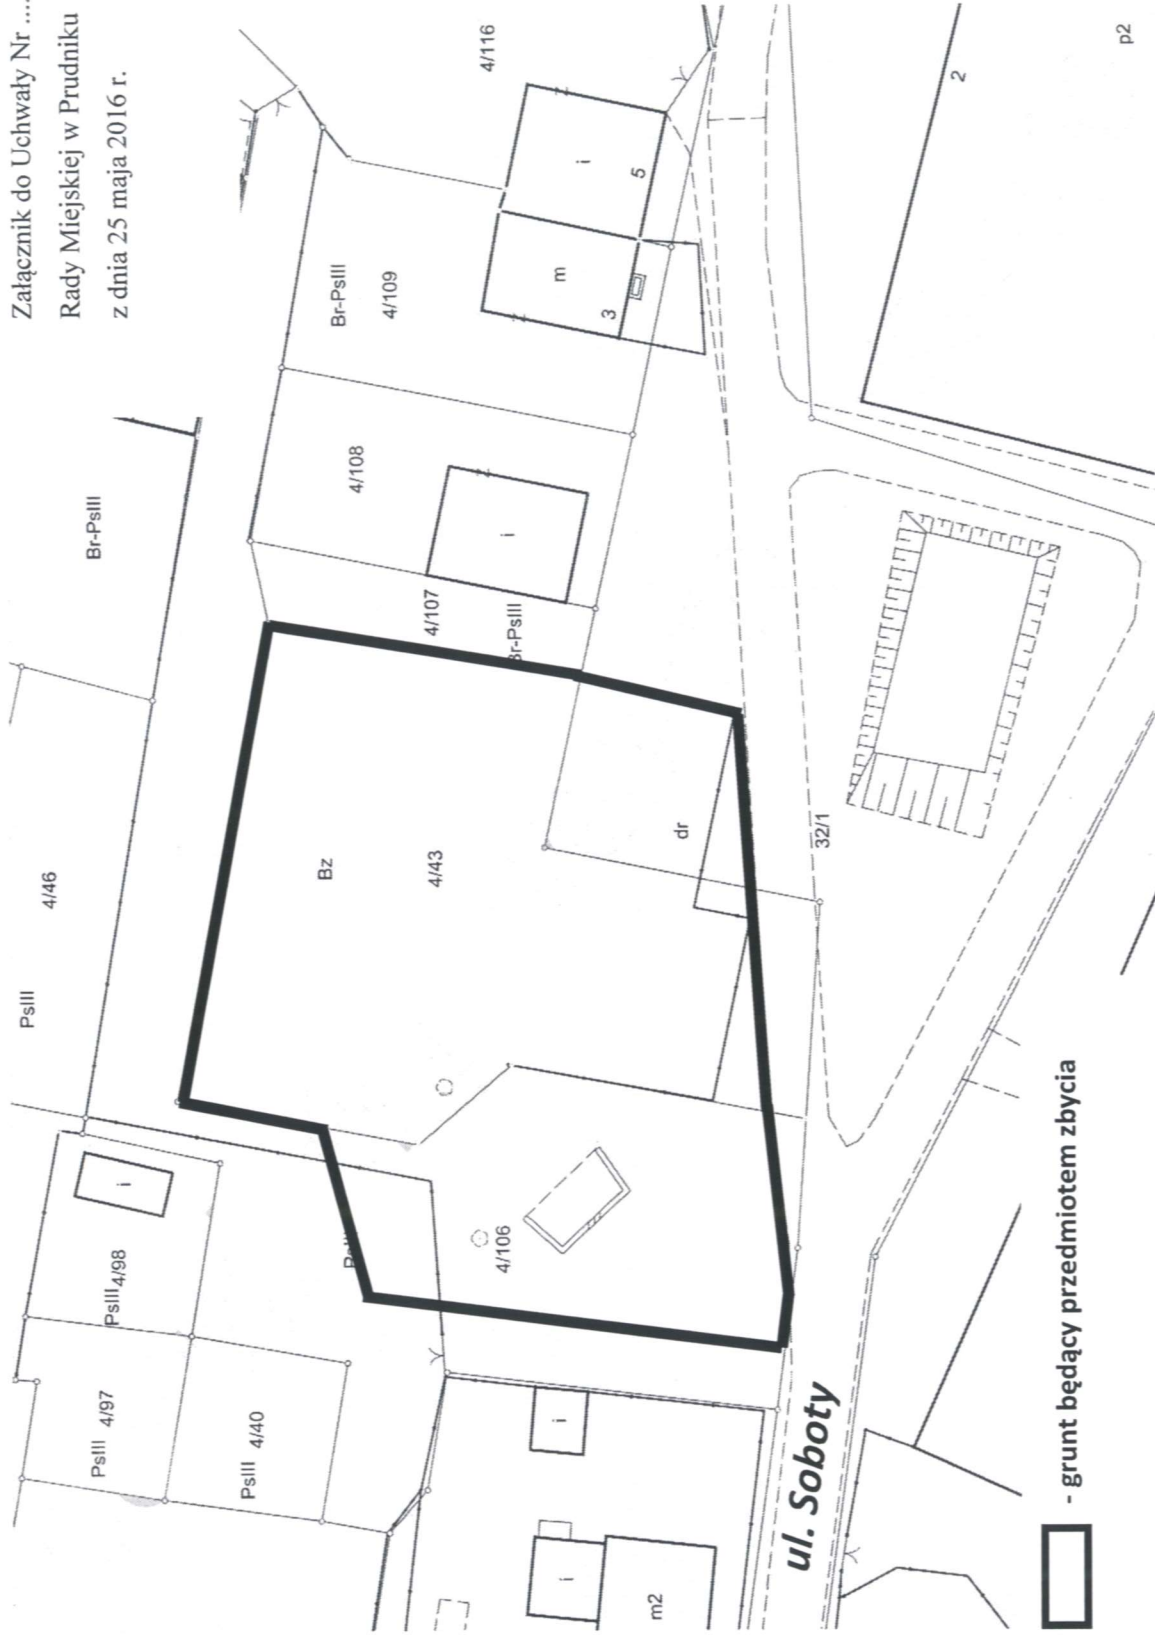 Załącznik do Uchwały Nr ....
Rady Miejskiej w Prudniku
z dnia 25 maja 2016 r.
4/116
Br-PsIII
4/109
i
5
m
3
2
p2
Br-PsIII
4/108
i
4/107
Br-PsIII
4/46
PsIII
Bz
4/43
dr
32/1
i
PsIII 4/98
4/106
PsIII 4/97
PsIII 4/40
i
i
m2
ul. Soboty
- grunt będący przedmiotem zbycia